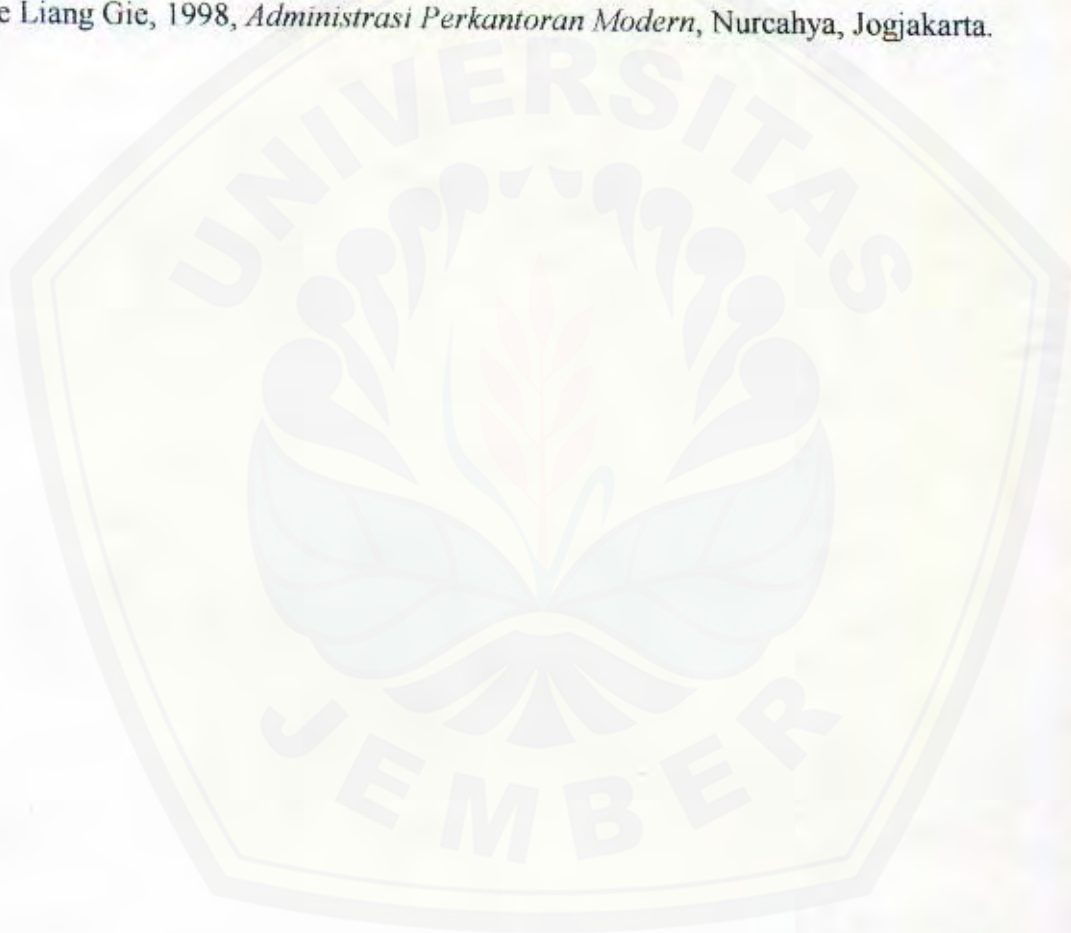 e Liang Gie, 1998, Administrasi Perkantoran Modern, Nurcahya, Jogjakarta.
UNIVERSITAS
JEMBER